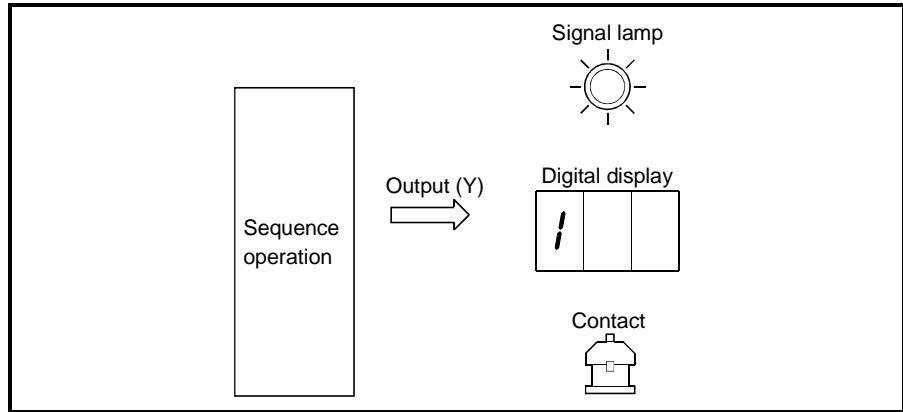 Signal lamp
Output (Y)
Digital display
1
Sequence
operation
Contact